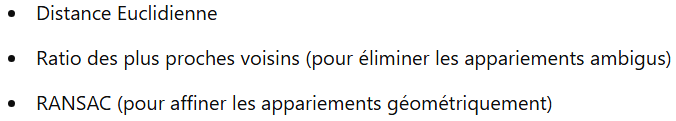 • Distance Euclidienne
• Ratio des plus proches voisins (pour éliminer les appariements ambigus)
• RANSAC (pour affiner les appariements géométriquement)